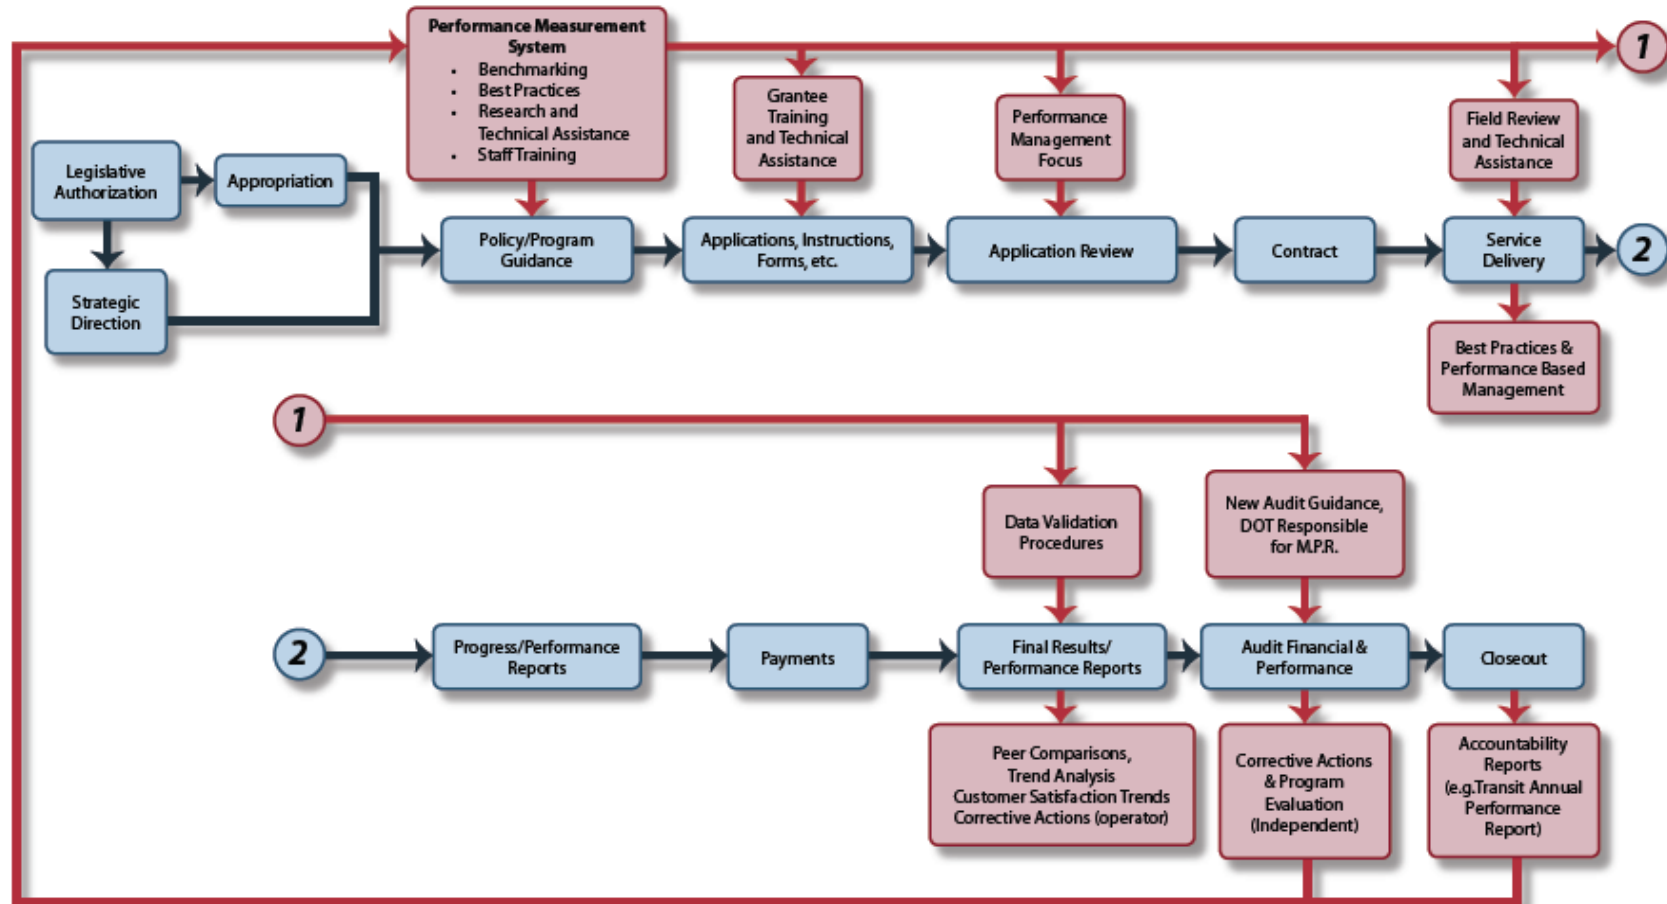 Performance Measurement
System
• Benchmarking
• Best Practices
• Research and
Technical Assistance
• Staff Training
1
Grantee
Training
and Technical
Assistance
Performance
Management
Focus
Field Review
and Technical
Assistance
Legislative
Authorization
Appropriation
Strategic
Direction
Policy/Program
Guidance
Applications, Instructions,
Forms, etc.
Application Review
Contract
Service
Delivery
2
Best Practices &
Performance Based
Management
1
Data Validation
Procedures
New Audit Guidance,
DOT Responsible
for M.P.R.
2
Progress/Performance
Reports
Payments
Final Results/
Performance Reports
Audit Financial &
Performance
Closeout
Peer Comparisons,
Trend Analysis
Customer Satisfaction Trends
Corrective Actions (operator)
Corrective Actions
& Program
Evaluation
(Independent)
Accountability
Reports
(e.g.Transit Annual
Performance
Report)